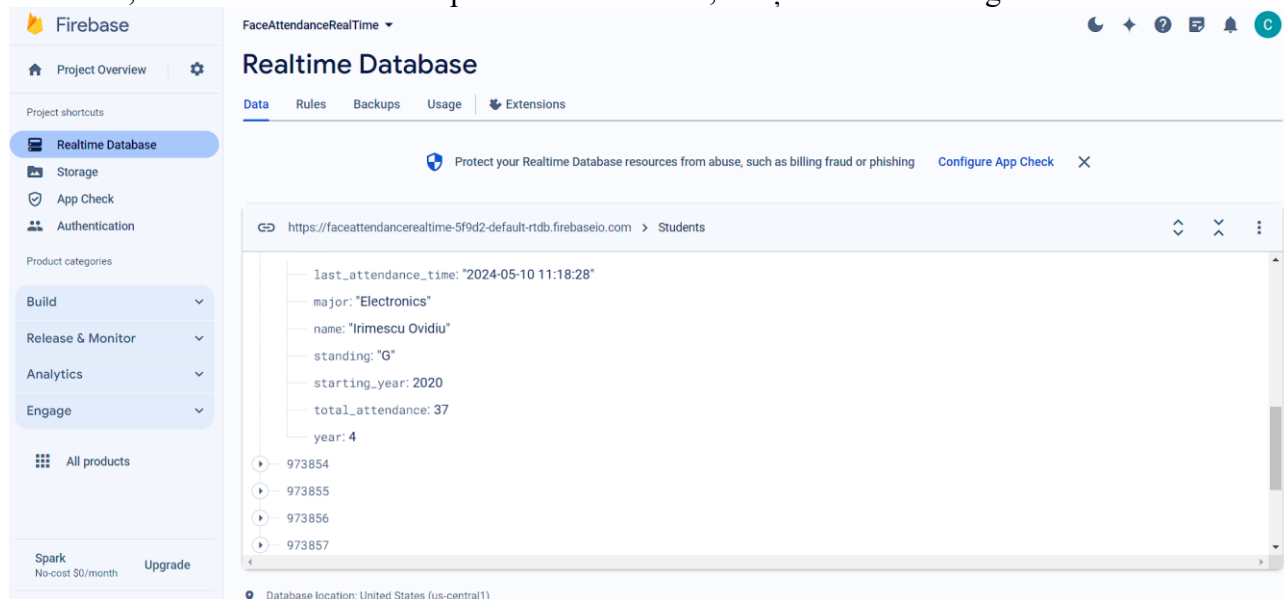 Firebase
FaceAttendanceRealTime
C
Project Overview
Realtime Database
Data Rules Backups Usage Extensions
Project shortcuts
Realtime Database
Storage
App Check
Authentication
Protect your Realtime Database resources from abuse, such as billing fraud or phishing Configure App Check
https://faceattendancerealtime-5f9d2-default-rtdb.firebaseio.com > Students
Product categories
Build
Release & Monitor
Analytics
Engage
All products
last_attendance_time: "2024-05-10 11:18:28"
major: "Electronics"
name: "Irimescu Ovidiu"
standing: "G"
starting_year: 2020
total_attendance: 37
year: 4
973854
973855
973856
973857
Spark
No-cost $0/month
Upgrade
Database location: United States (us-central1)